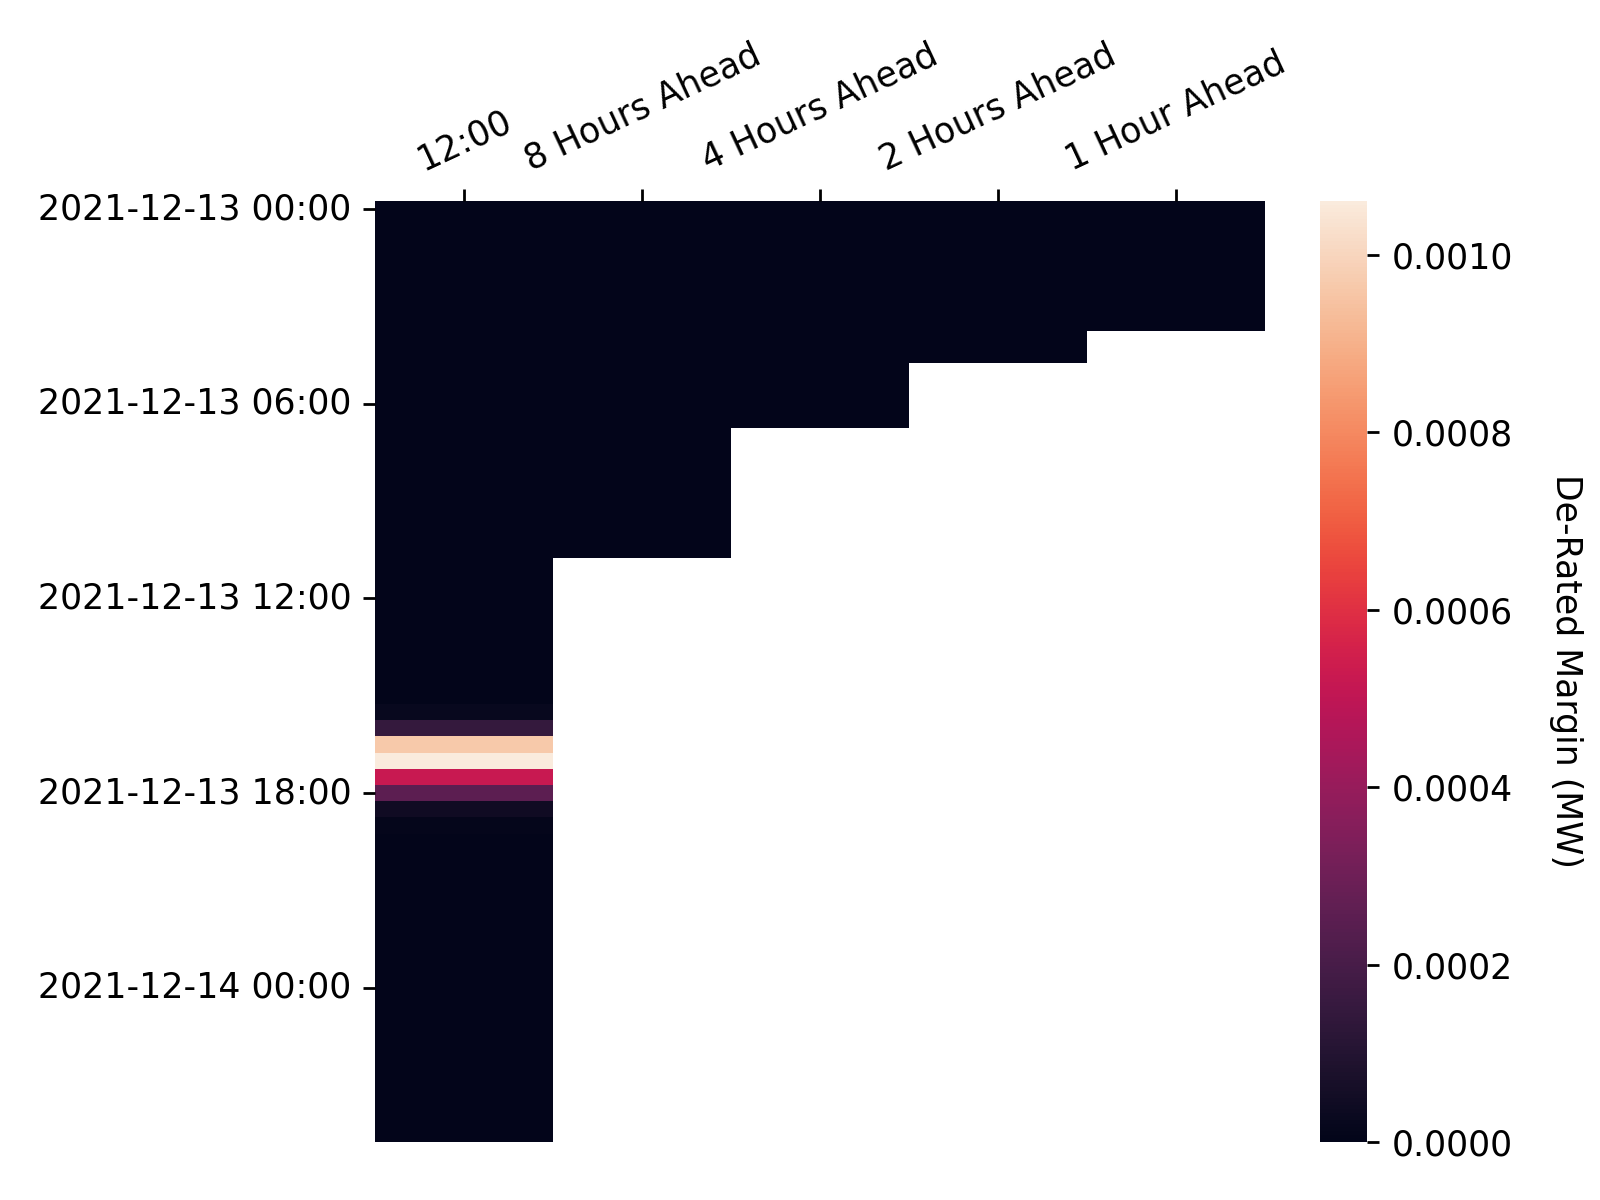 12:00
8 Hours Ahead
4 Hours Ahead
2 Hours Ahead
1 Hour Ahead
2021-12-13 00:00
2021-12-13 06:00
2021-12-13 12:00
2021-12-13 18:00
2021-12-14 00:00
0.0010
0.0008
0.0006
0.0004
0.0002
0.0000
De-Rated Margin (MW)